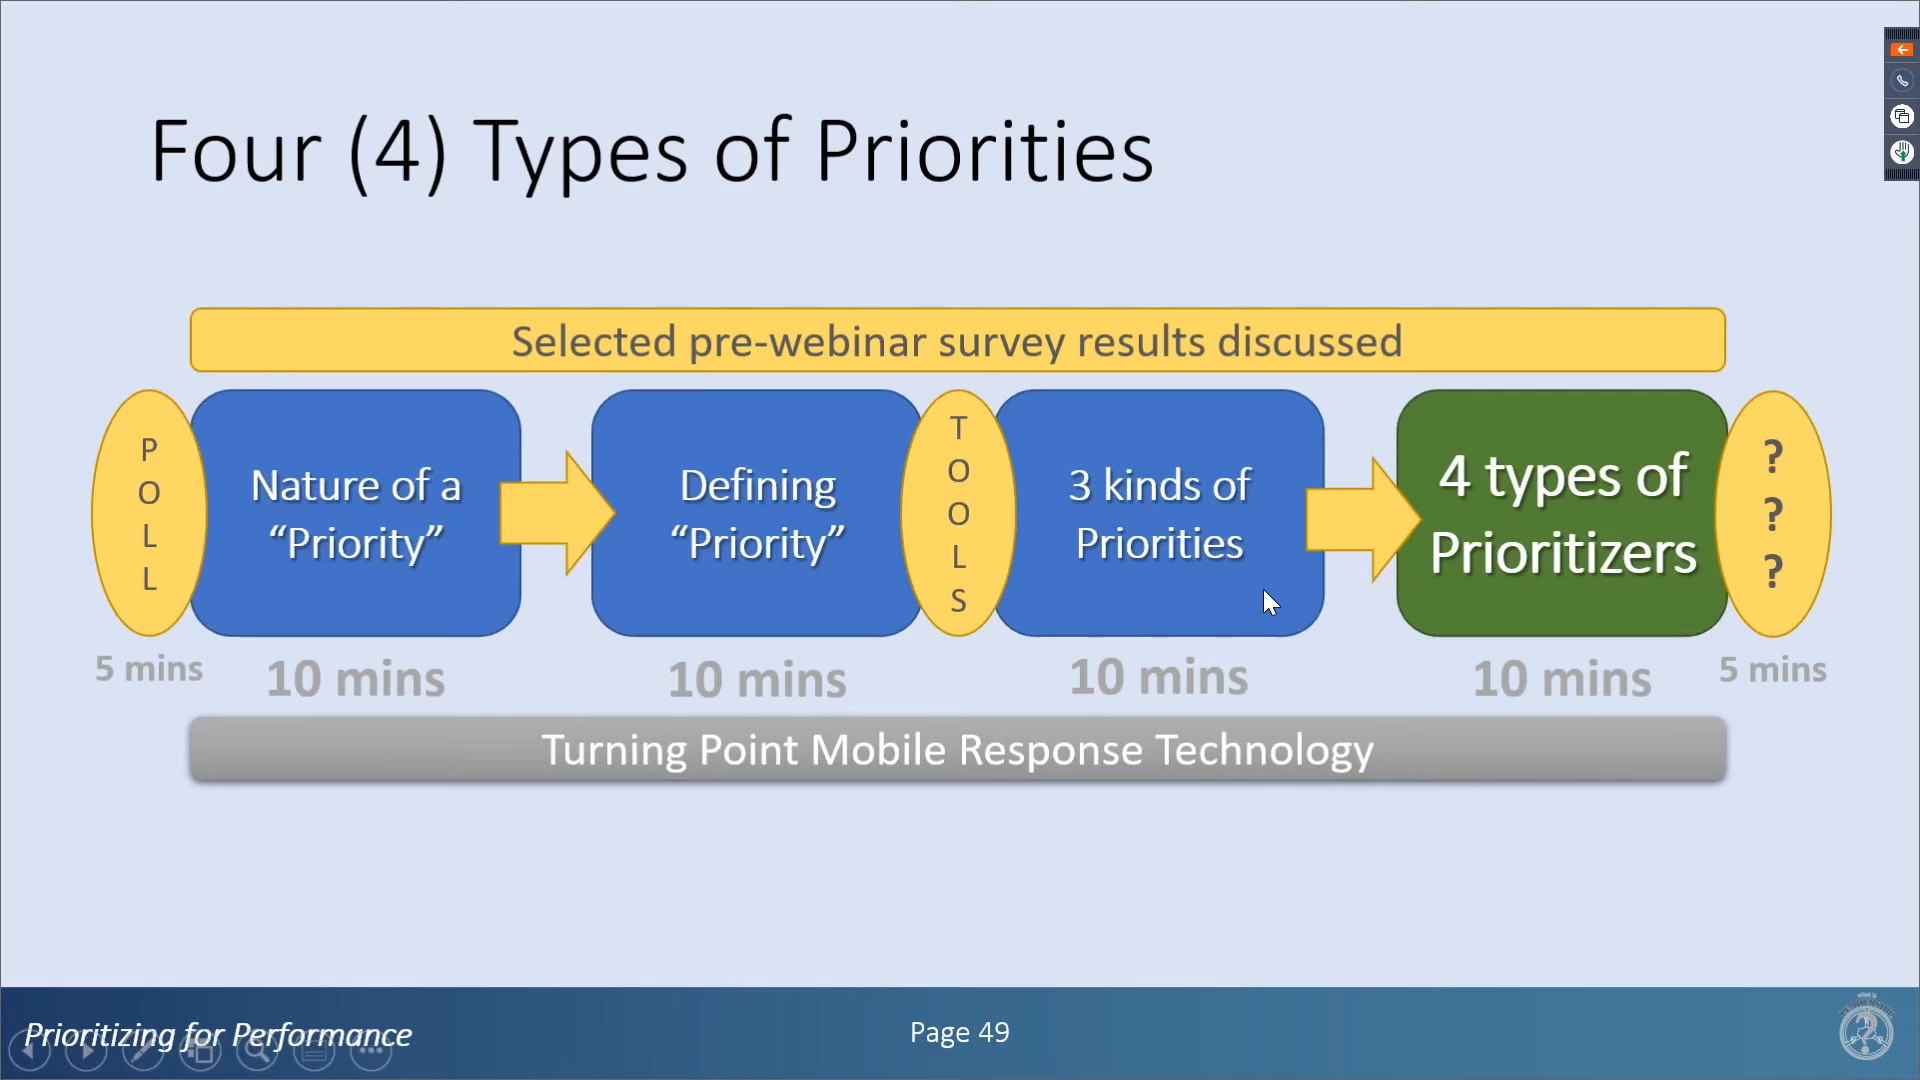 Four (4) Types of Priorities
Selected pre-webinar survey results discussed
POLL
Nature of a
“Priority”
Defining
“Priority”
TOOLS
3 kinds of
Priorities
4 types of
Prioritizers
?
?
?
5 mins
10 mins
10 mins
10 mins
10 mins
5 mins
Turning Point Mobile Response Technology
Prioritizing for Performance
Page 49